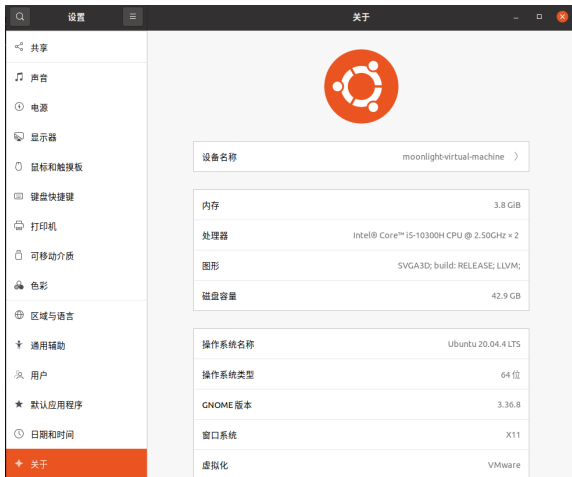 设置
关于
共享
声音
电源
显示器
鼠标和触摸板
键盘快捷键
打印机
可移动介质
色彩
区域与语言
通用辅助
用户
默认应用程序
日期和时间
关于
设备名称 moonlight-virtual-machine
内存 3.8 GiB
处理器 Intel® Core™ i5-10300H CPU @ 2.50GHz × 2
图形 SVGA3D; build: RELEASE; LLVM;
磁盘容量 42.9 GB
操作系统名称 Ubuntu 20.04.4 LTS
操作系统类型 64 位
GNOME 版本 3.36.8
窗口系统 X11
虚拟化 VMware